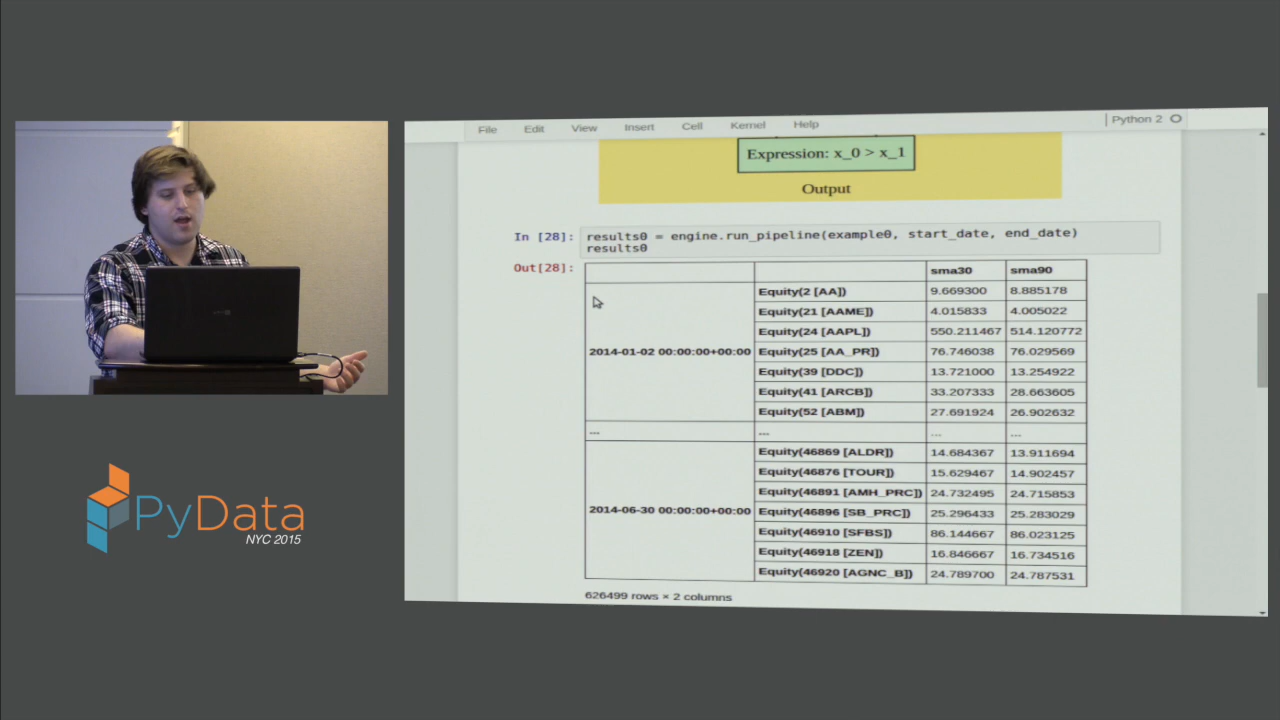 File Edit View Insert Cell Kernel Help | Python 2
Expression: x_0 > x_1
Output
In [28]: results0 = engine.run_pipeline(example0, start_date, end_date)
results0
Out[28]:
sma30 sma90
2014-01-02 00:00:00+00:00
Equity(2 [AA]) 9.669300 8.885178
Equity(21 [AAME]) 4.015833 4.005022
Equity(24 [AAPL]) 550.211467 514.120772
Equity(25 [AA_PR]) 76.746038 76.029569
Equity(39 [DDC]) 13.721000 13.254922
Equity(41 [ARCB]) 33.207333 28.663605
Equity(52 [ABM]) 27.691924 26.902632
... ... ... ...
2014-06-30 00:00:00+00:00
Equity(46869 [ALDR]) 14.684367 13.911694
Equity(46876 [TOUR]) 15.629467 14.902457
Equity(46891 [AMH_PRC]) 24.732495 24.715853
Equity(46896 [SB_PRC]) 25.296433 25.283029
Equity(46910 [SFBS]) 86.144667 86.023125
Equity(46918 [ZEN]) 16.846667 16.734516
Equity(46920 [AGNC_B]) 24.789700 24.787531
626499 rows × 2 columns
PyData
NYC 2015